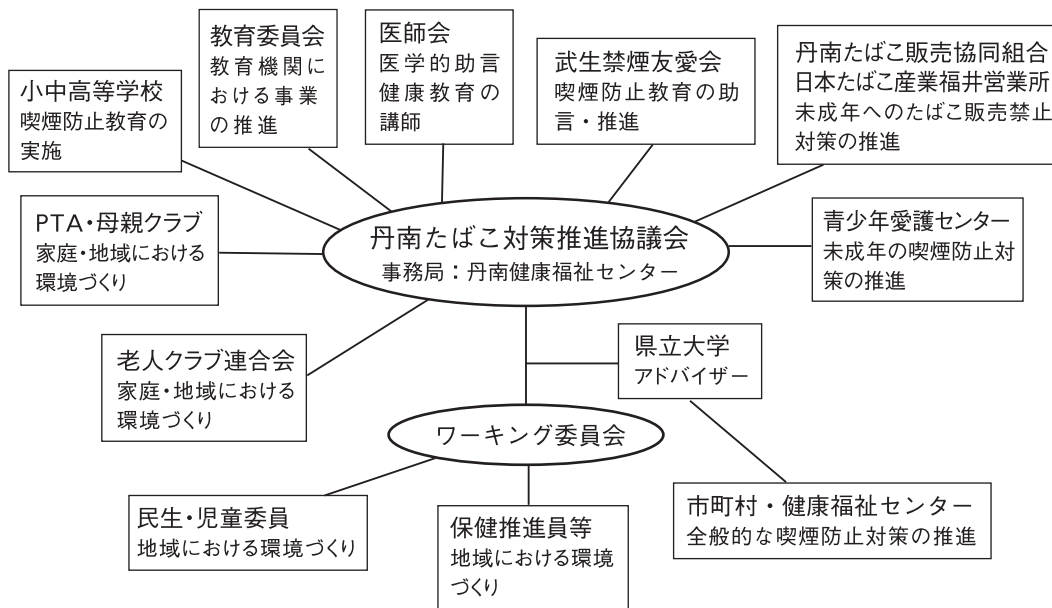 教育委員会
教育機関に
おける事業
の推進
医師会
医学的助言
健康教育の
講師
武生禁煙友愛会
喫煙防止教育の助
言・推進
丹南たばこ販売協同組合
日本たばこ産業福井営業所
未成年へのたばこ販売禁止
対策の推進
小中高等学校
喫煙防止教育の
実施
PTA・母親クラブ
家庭・地域における
環境づくり
丹南たばこ対策推進協議会
事務局：丹南健康福祉センター
青少年愛護センター
未成年の喫煙防止対
策の推進
老人クラブ連合会
家庭・地域における
環境づくり
県立大学
アドバイザー
ワーキング委員会
民生・児童委員
地域における環境づくり
保健推進員等
地域における環境
づくり
市町村・健康福祉センター
全般的な喫煙防止対策の推進